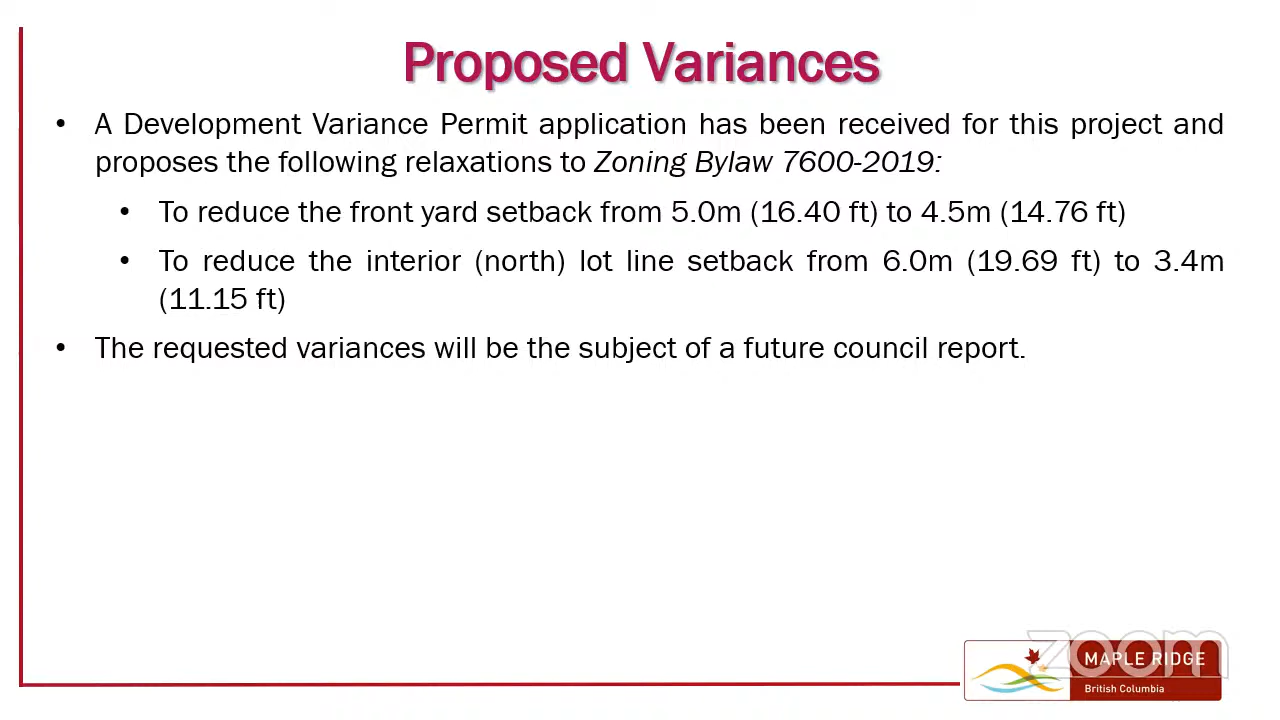 Proposed Variances
• A Development Variance Permit application has been received for this project and
proposes the following relaxations to Zoning Bylaw 7600-2019:
• To reduce the front yard setback from 5.0m (16.40 ft) to 4.5m (14.76 ft)
• To reduce the interior (north) lot line setback from 6.0m (19.69 ft) to 3.4m
(11.15 ft)
• The requested variances will be the subject of a future council report.
zoom
MAPLE RIDGE
British Columbia